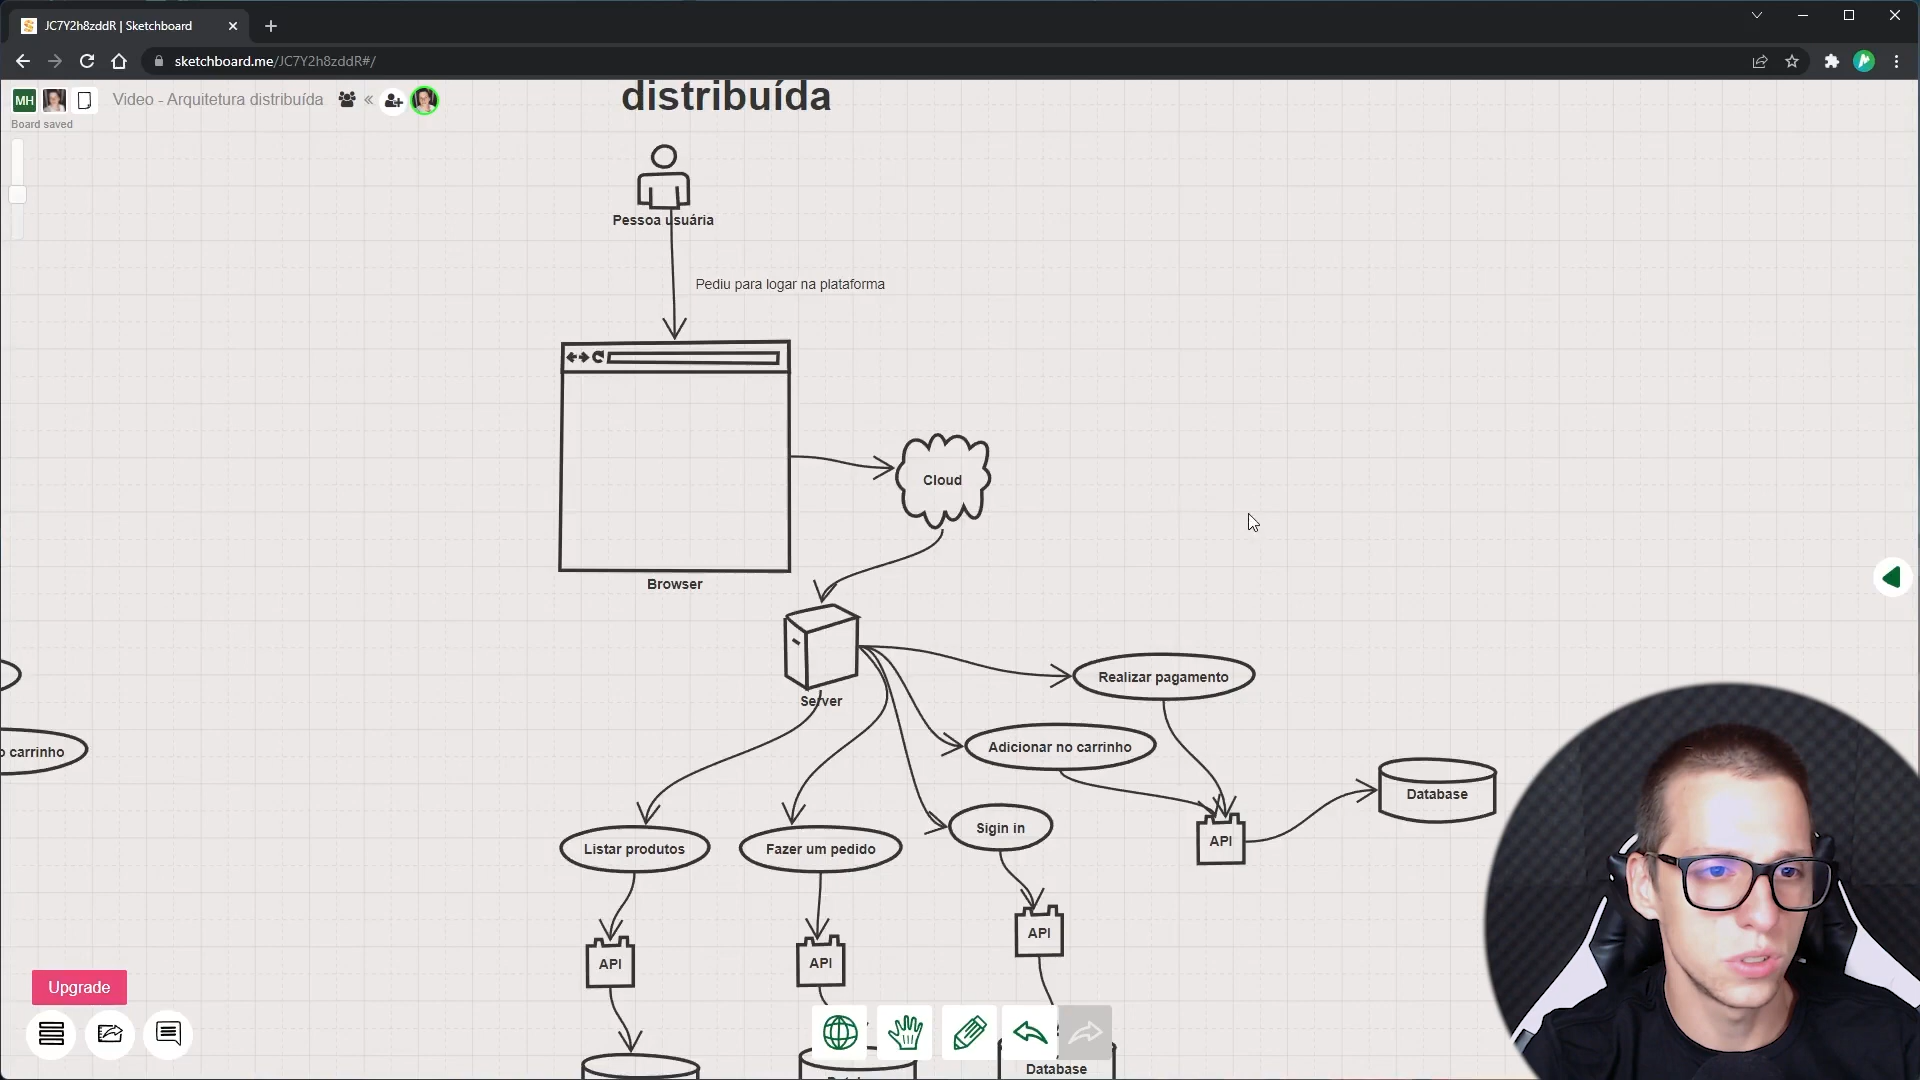 JC7Y2h8zddR | Sketchboard
sketchboard.me/JC7Y2h8zddR#/
MH
Video - Arquitetura distribuída
Board saved
distribuída
Pessoa usuária
Pediu para logar na plataforma
Cloud
Browser
Server
Realizar pagamento
o carrinho
Adicionar no carrinho
Database
Sigin in
API
Listar produtos
Fazer um pedido
API
API
API
Upgrade
Database